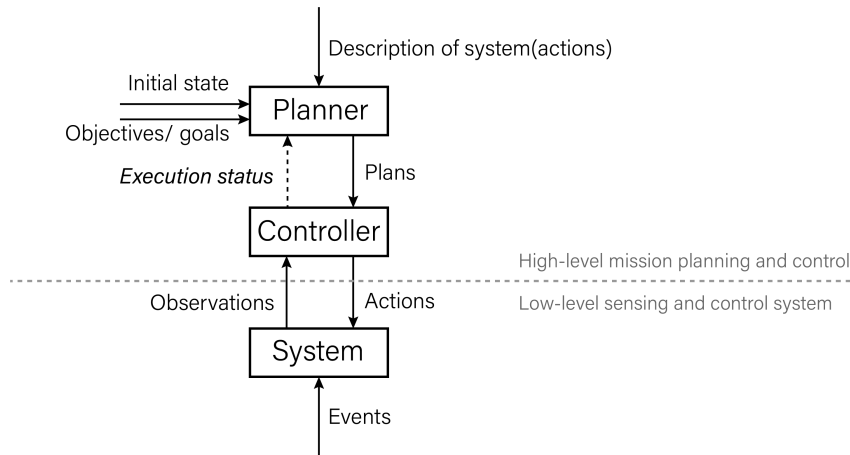 Description of system(actions)
Initial state
Planner
Objectives/ goals
Execution status
Plans
Controller
High-level mission planning and control
Observations
Actions
Low-level sensing and control system
System
Events